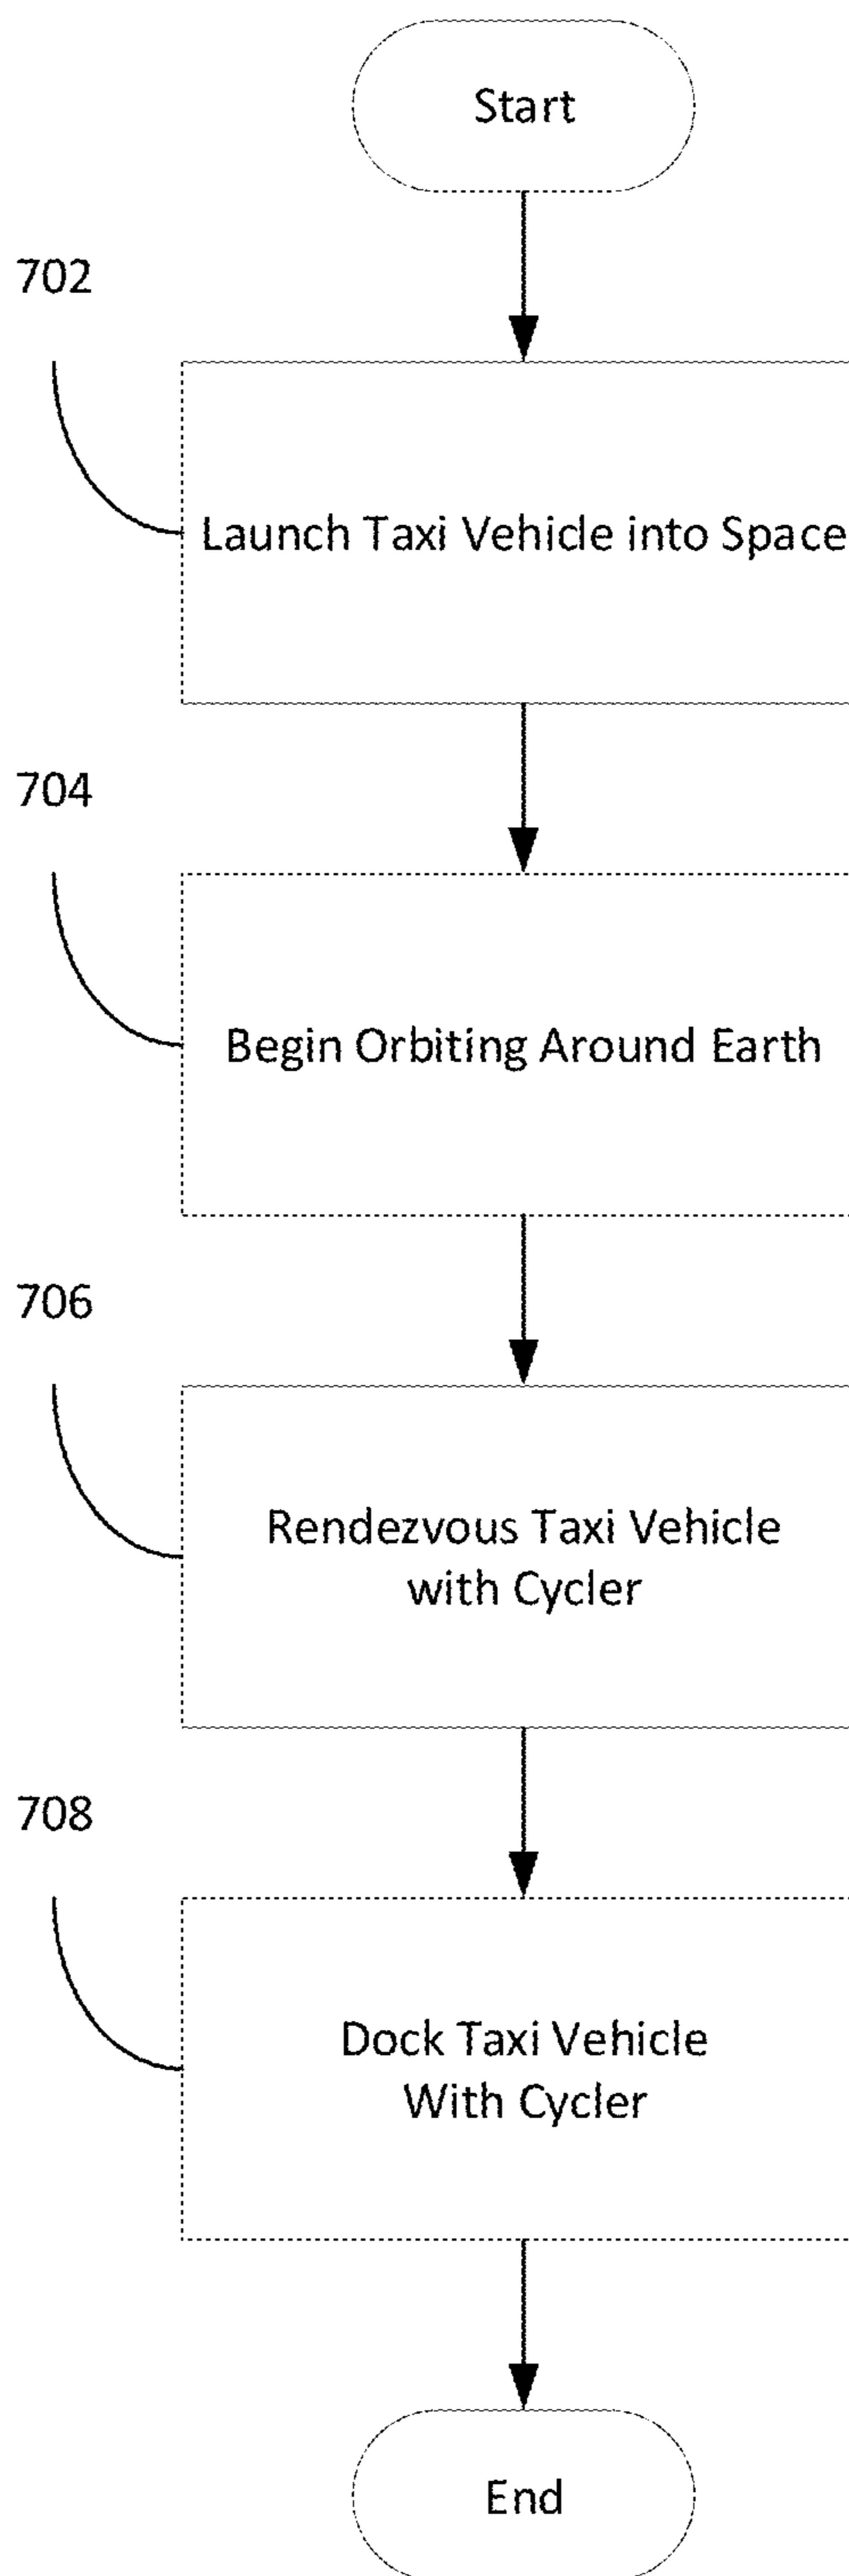 Start
702
Launch Taxi Vehicle into Space
704
Begin Orbiting Around Earth
706
Rendezvous Taxi Vehicle
with Cycler
708
Dock Taxi Vehicle
With Cycler
End